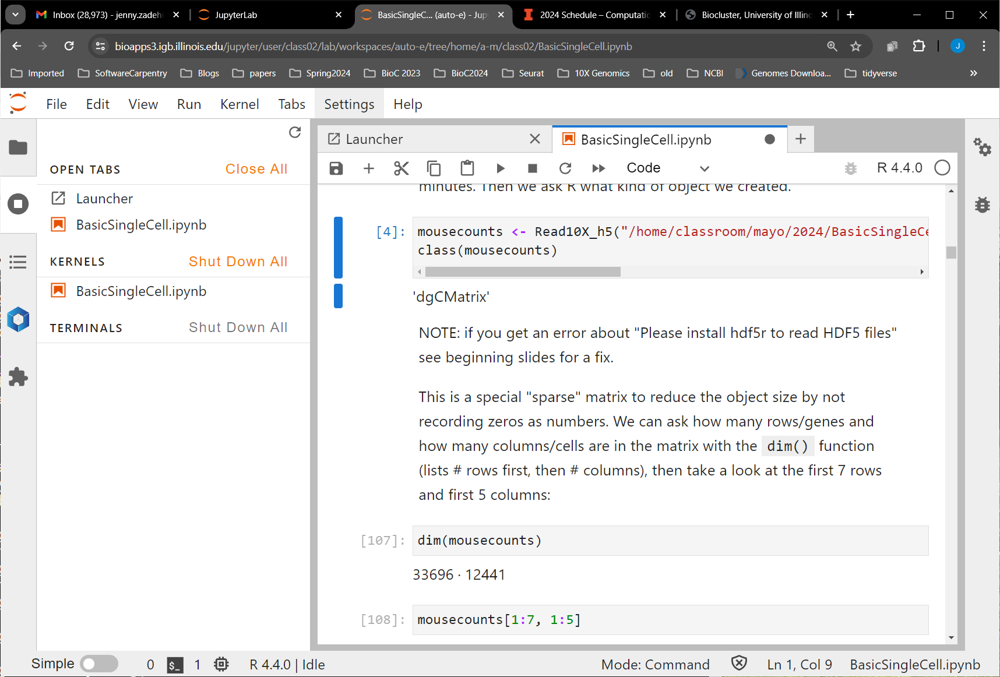 Inbox (28,973) - jenny.zadeh
JupyterLab
BasicSingleC... (auto-e) - Jup
2024 Schedule – Computatio
Biocluster, University of Illino
bioapps3.igb.illinois.edu/jupyter/user/class02/lab/workspaces/auto-e/tree/home/a-m/class02/BasicSingleCell.ipynb
J
Imported
SoftwareCarpentry
Blogs
papers
Spring2024
BioC 2023
BioC2024
Seurat
10X Genomics
old
NCBI
Genomes Downloa...
tidyverse
File Edit View Run Kernel Tabs Settings Help
OPEN TABS
Close All
Launcher
BasicSingleCell.ipynb
KERNELS
Shut Down All
BasicSingleCell.ipynb
TERMINALS
Shut Down All
Launcher
BasicSingleCell.ipynb
Code
R 4.4.0
minutes. Then we ask R what kind of object we created.
[4]:
mousecounts <- Read10X_h5("/home/classroom/mayo/2024/BasicSingleCe
class(mousecounts)
'dgCMatrix'
NOTE: if you get an error about "Please install hdf5r to read HDF5 files"
see beginning slides for a fix.
This is a special "sparse" matrix to reduce the object size by not
recording zeros as numbers. We can ask how many rows/genes and
how many columns/cells are in the matrix with the dim() function
(lists # rows first, then # columns), then take a look at the first 7 rows
and first 5 columns:
[107]:
dim(mousecounts)
33696 · 12441
[108]:
mousecounts[1:7, 1:5]
Simple
0
$_
1
R 4.4.0 | Idle
Mode: Command
Ln 1, Col 9
BasicSingleCell.ipynb